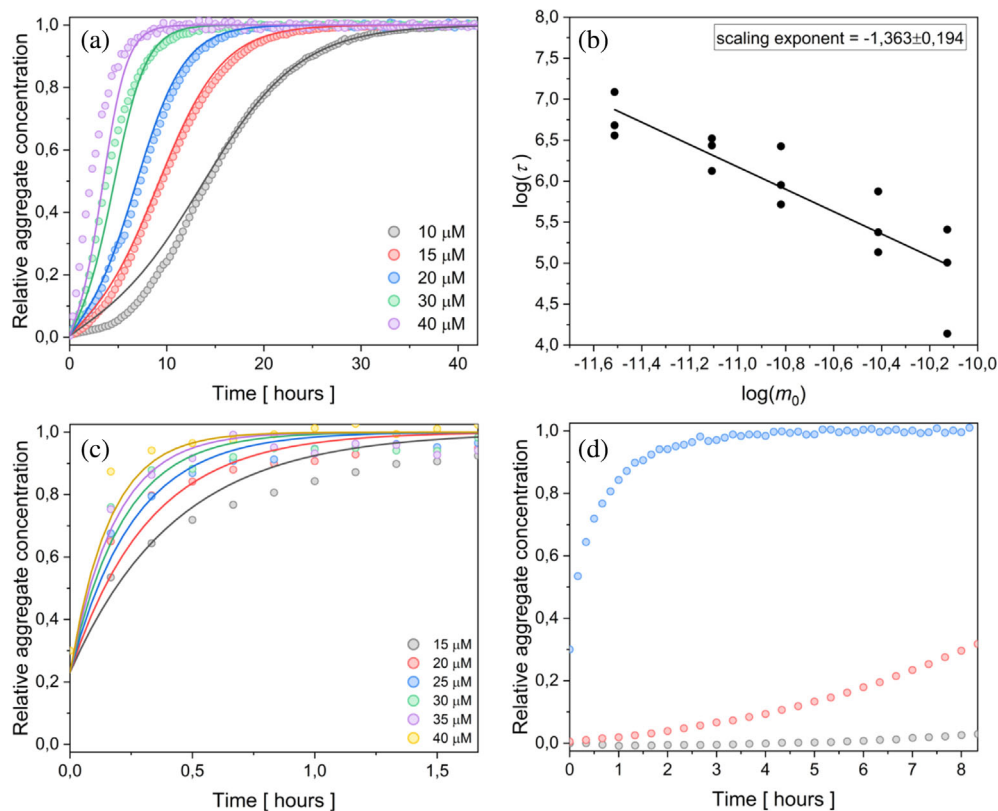 (a)
Relative aggregate concentration
1,0
0,8
0,6
0,4
0,2
0,0
10 μM
15 μM
20 μM
30 μM
40 μM
0 10 20 30 40
Time [ hours ]
(b)
scaling exponent = -1,363±0,194
log(τ)
8,0
7,5
7,0
6,5
6,0
5,5
5,0
4,5
4,0
-11,6 -11,4 -11,2 -11,0 -10,8 -10,6 -10,4 -10,2 -10,0
log(m0)
(c)
Relative aggregate concentration
1,0
0,8
0,6
0,4
0,2
0,0
15 μM
20 μM
25 μM
30 μM
35 μM
40 μM
0,0 0,5 1,0 1,5
Time [ hours ]
(d)
Relative aggregate concentration
1,0
0,8
0,6
0,4
0,2
0,0
0 1 2 3 4 5 6 7 8
Time [ hours ]